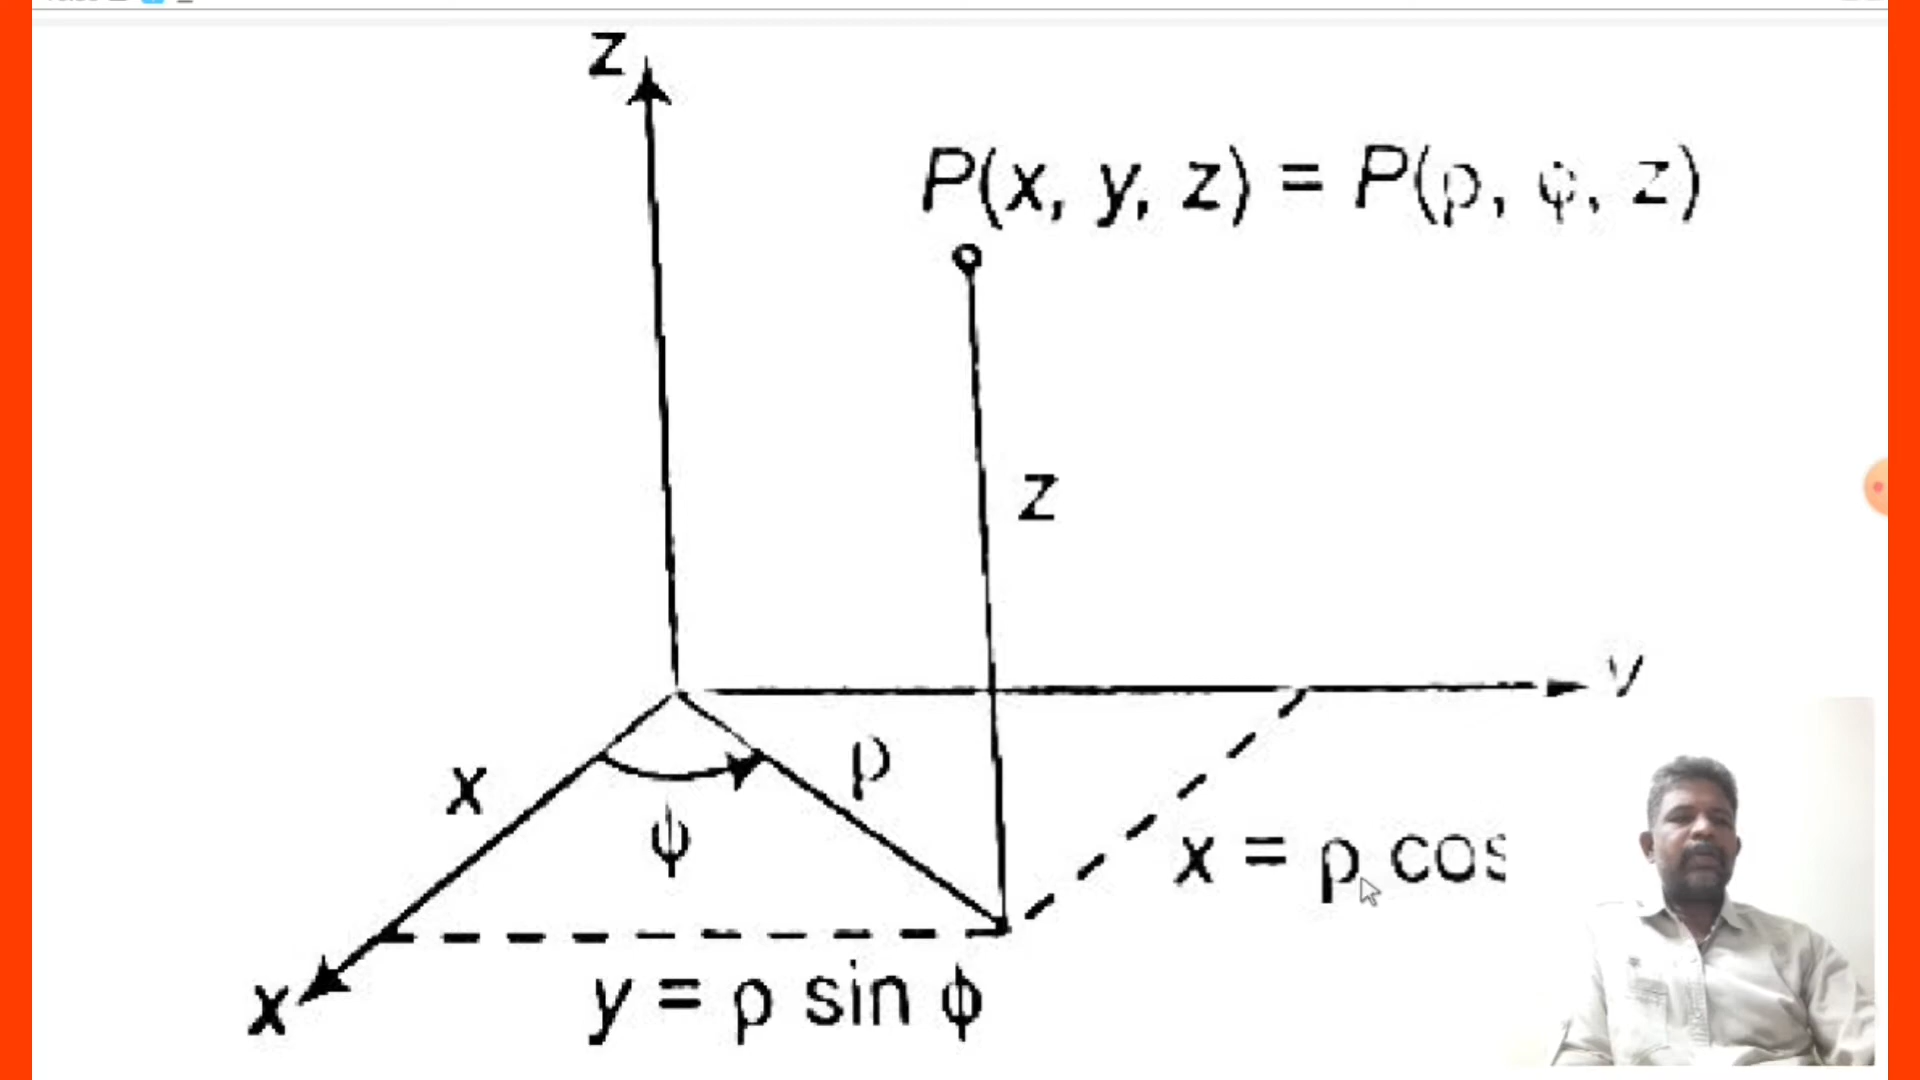 z
P(x, y, z) = P(ρ, φ, z)
z
y
x
ρ
φ
x = ρ cos
x
y = ρ sin ϕ